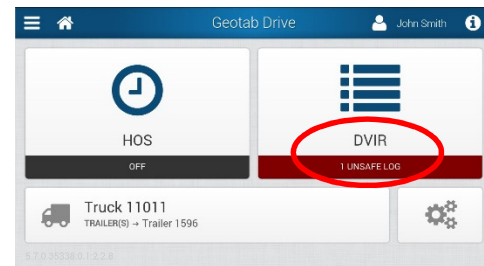 Geotab Drive
John Smith
HOS
OFF
DVIR
1 UNSAFE LOG
Truck 11011
TRAILER(S) → Trailer 1596